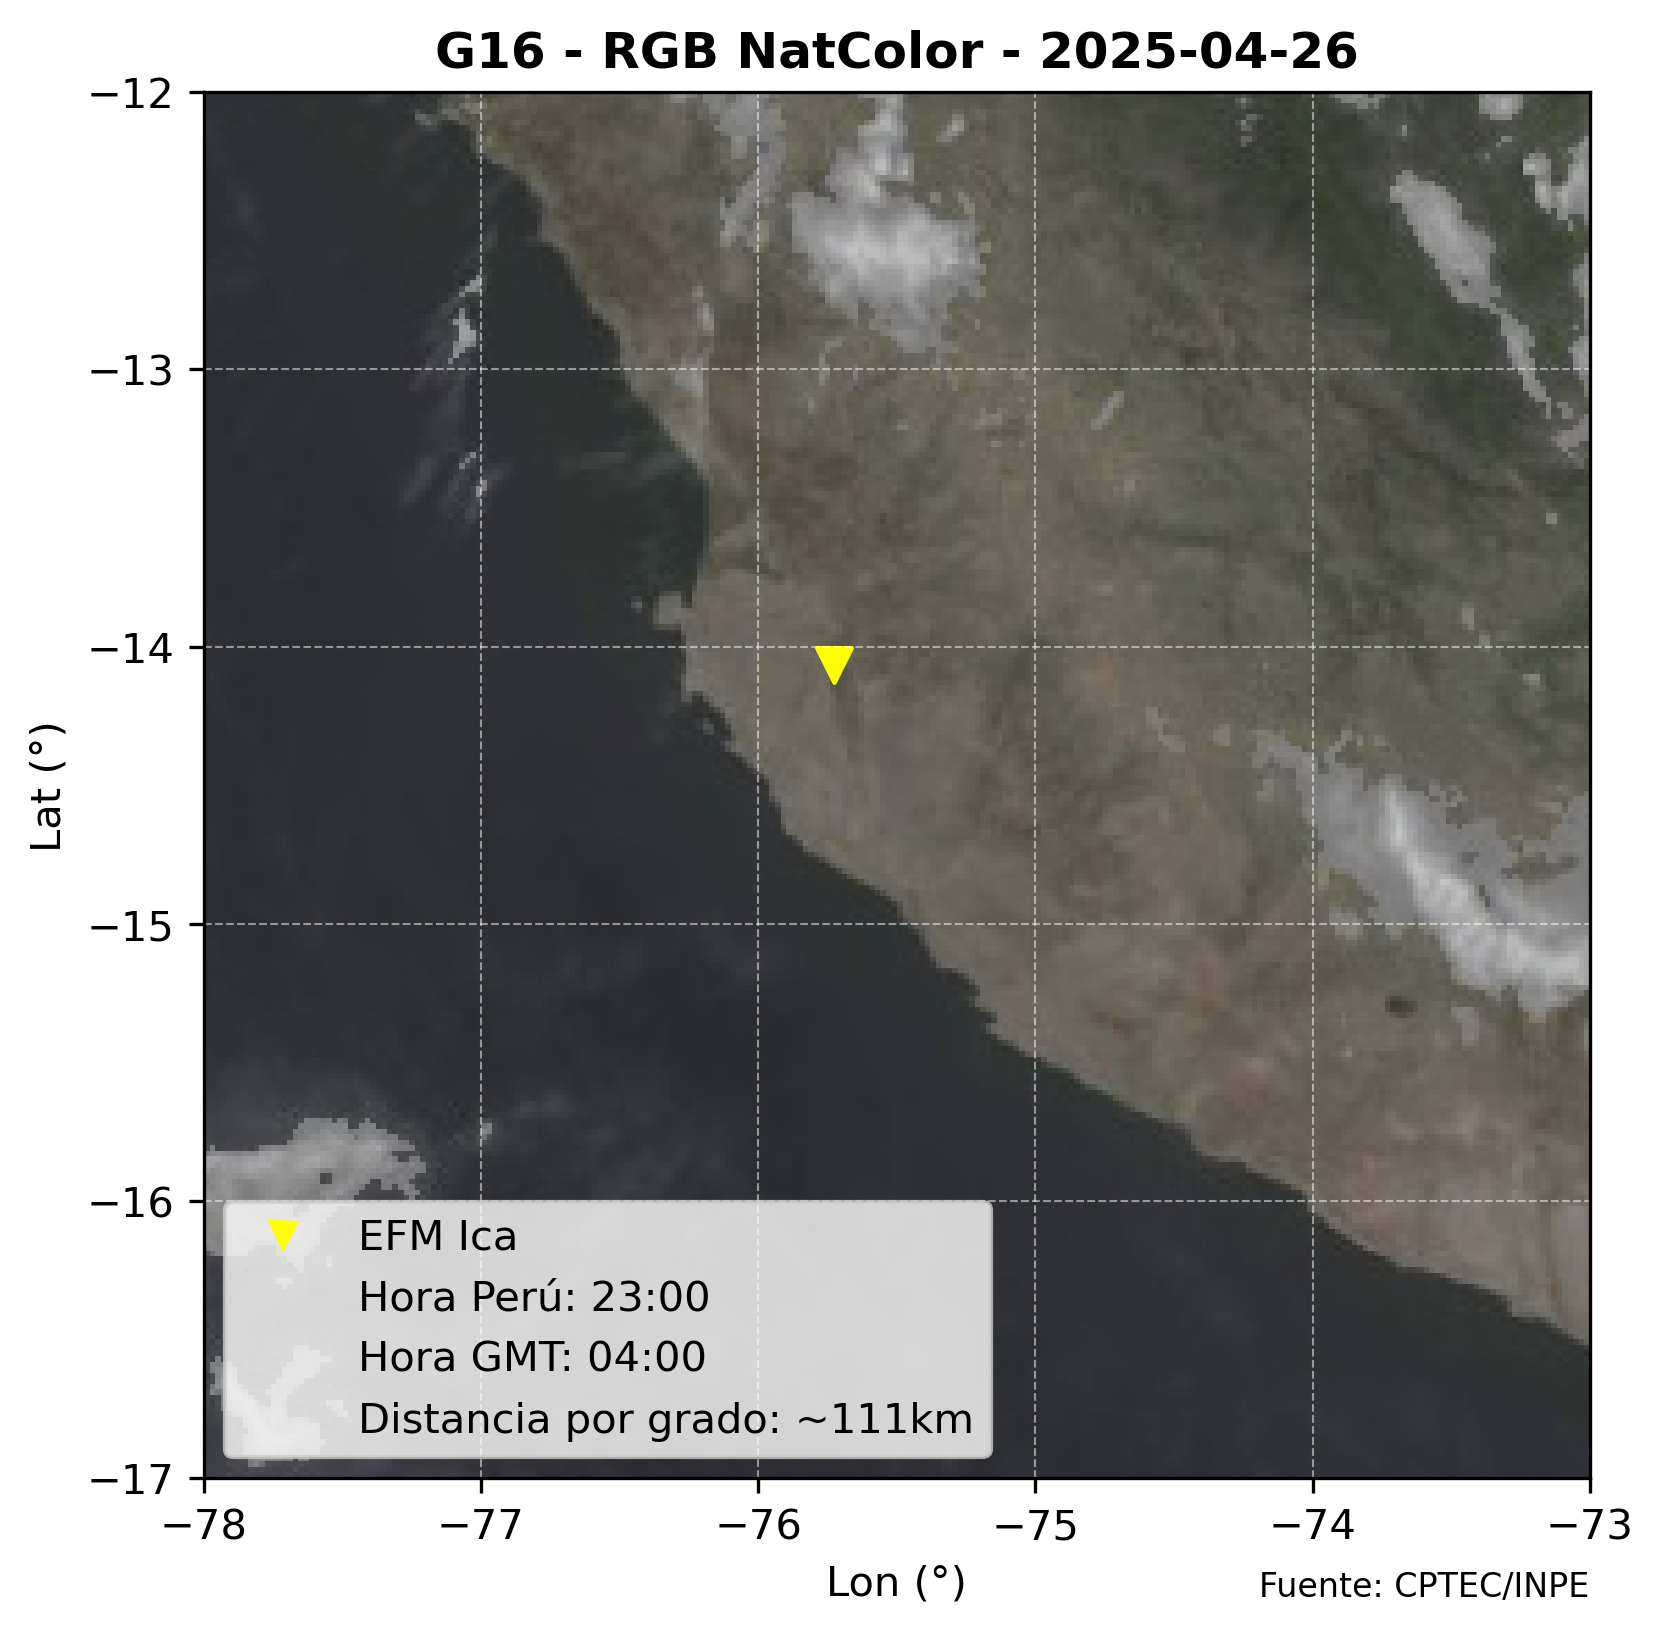 G16 - RGB NatColor - 2025-04-26
−12
−13
−14
−15
−16
−17
Lat (°)
EFM Ica
Hora Perú: 23:00
Hora GMT: 04:00
Distancia por grado: ~111km
−78
−77
−76
−75
−74
−73
Lon (°)
Fuente: CPTEC/INPE